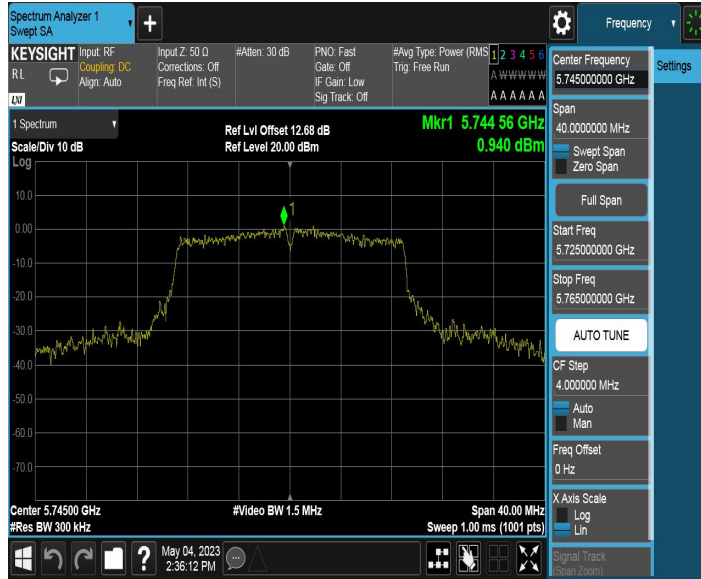 Spectrum Analyzer 1
Swept SA
Frequency
KEYSIGHT
RL
LXI
Input: RF
Coupling: DC
Align: Auto
Input Z: 50 Ω
Corrections: Off
Freq Ref: Int (S)
#Atten: 30 dB
PNO: Fast
Gate: Off
IF Gain: Low
Sig Track: Off
#Avg Type: Power (RMS
Trig: Free Run
1 2 3 4 5 6
A W W W W W
A A A A A A
1 Spectrum
Scale/Div 10 dB
Log
Ref Lvl Offset 12.68 dB
Ref Level 20.00 dBm
Mkr1 5.744 56 GHz
0.940 dBm
1
10.0
0.00
-10.0
-20.0
-30.0
-40.0
-50.0
-60.0
-70.0
Center 5.74500 GHz
#Res BW 300 kHz
#Video BW 1.5 MHz
Span 40.00 MHz
Sweep 1.00 ms (1001 pts)
Center Frequency
5.745000000 GHz
Span
40.0000000 MHz
Swept Span
Zero Span
Full Span
Start Freq
5.725000000 GHz
Stop Freq
5.765000000 GHz
AUTO TUNE
CF Step
4.000000 MHz
Auto
Man
Freq Offset
0 Hz
X Axis Scale
Log
Lin
Signal Track
(Span Zoom)
Settings
?
May 04, 2023
2:36:12 PM